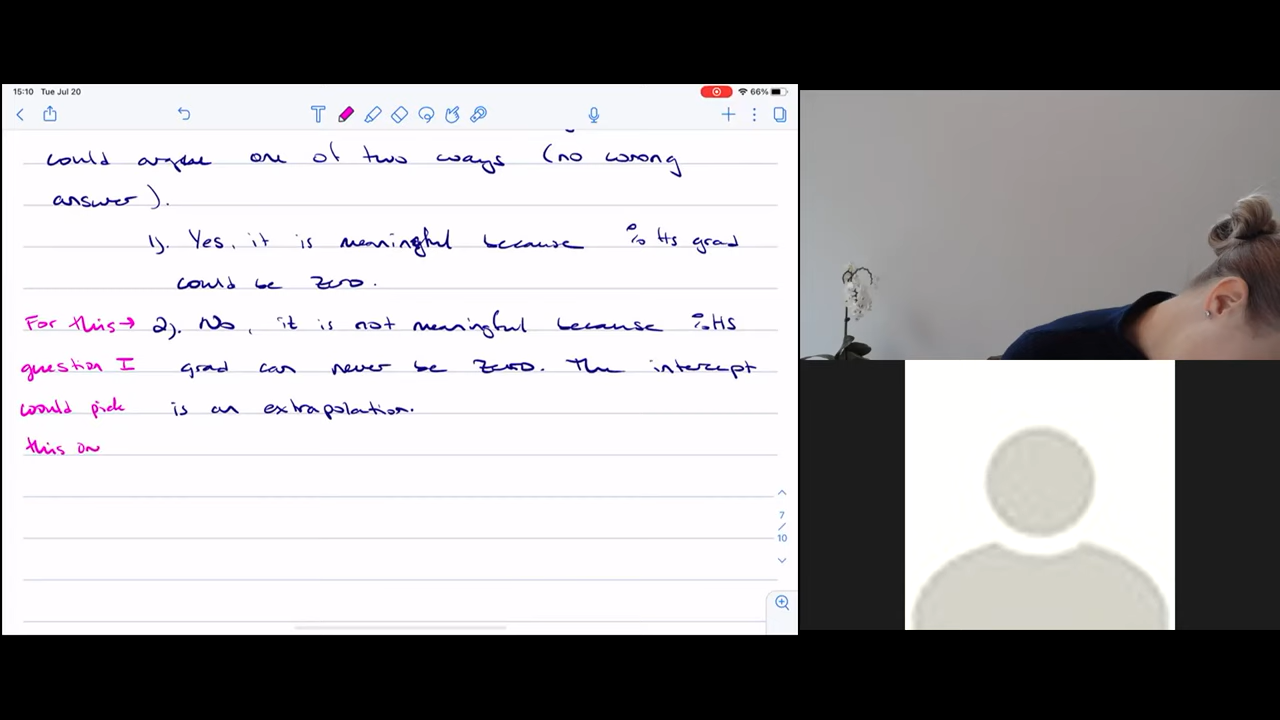 15:10 Tue Jul 20
66%
T
could argue one of two ways (no wrong
answer).
1). Yes, it is meaningful because % HS grad
could be zero.
For this → 2). No, it is not meaningful because %HS
question I grad can never be zero. The intercept
would pick is an extrapolation.
this on
7
/
10